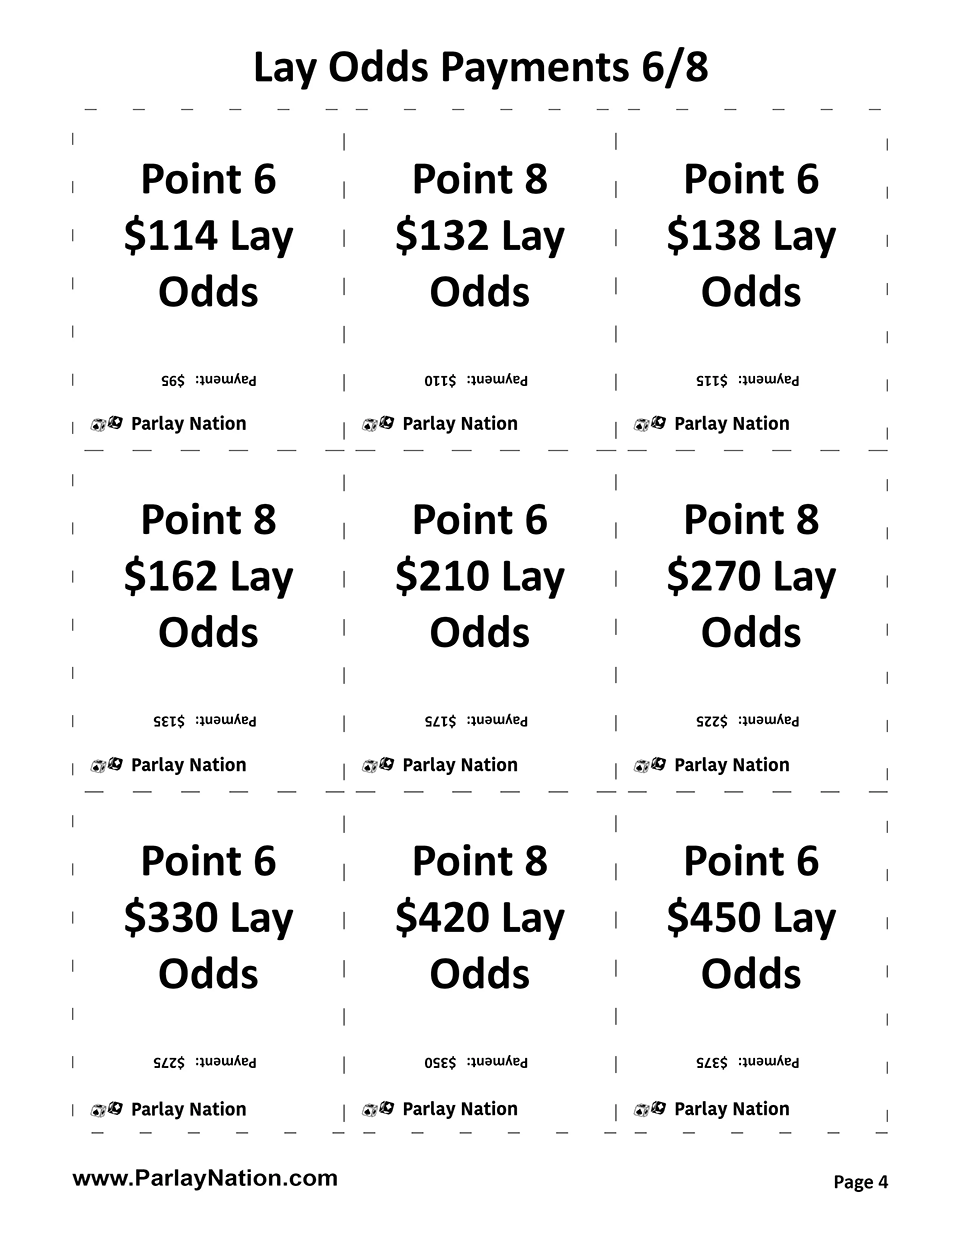 Lay Odds Payments 6/8
Point 6
$114 Lay
Odds
Payment: $95
Parlay Nation
Point 8
$132 Lay
Odds
Payment: $110
Parlay Nation
Point 6
$138 Lay
Odds
Payment: $115
Parlay Nation
Point 8
$162 Lay
Odds
Payment: $135
Parlay Nation
Point 6
$210 Lay
Odds
Payment: $175
Parlay Nation
Point 8
$270 Lay
Odds
Payment: $225
Parlay Nation
Point 6
$330 Lay
Odds
Payment: $275
Parlay Nation
Point 8
$420 Lay
Odds
Payment: $350
Parlay Nation
Point 6
$450 Lay
Odds
Payment: $375
Parlay Nation
www.ParlayNation.com
Page 4